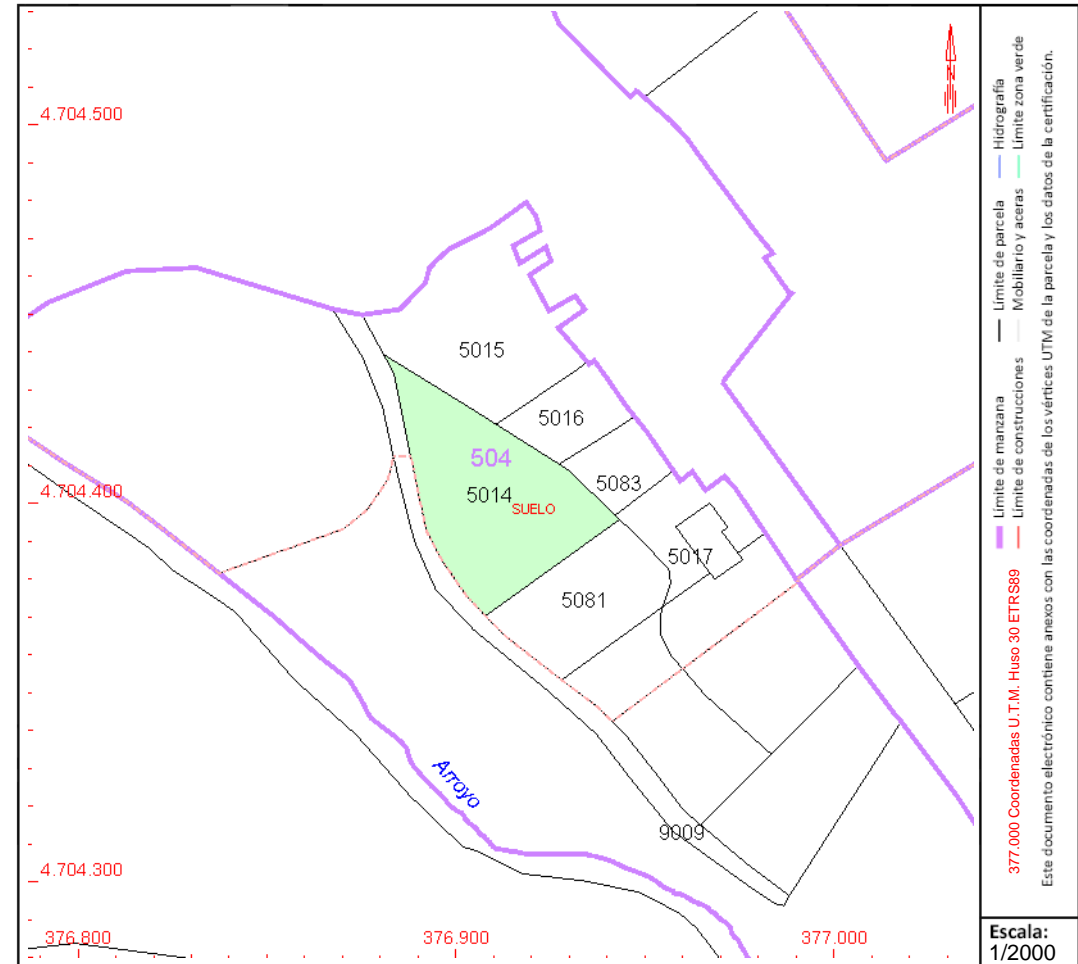 4.704.500
N
5015
5016
504
5083
4.704.400
5014
SUELO
5017
5081
Arroyo
9009
4.704.300
376.800
376.900
377.000
377.000 Coordenadas U.T.M. Huso 30 ETRS89
Límite de manzana
Límite de parcela
Hidrografía
Límite de construcciones
Mobiliario y aceras
Límite zona verde
Este documento electrónico contiene anexos con las coordenadas de los vértices UTM de la parcela y los datos de la certificación.
Escala:
1/2000